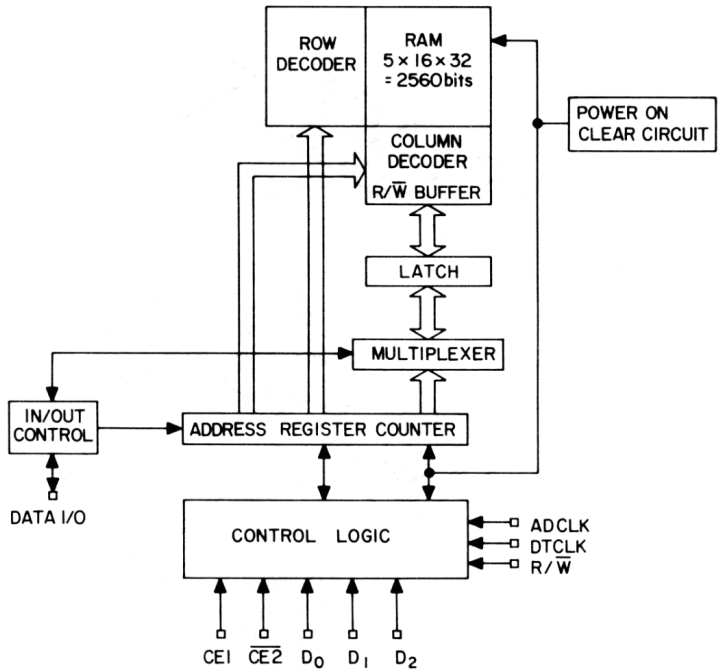 ROW
DECODER
RAM
5 × 16 × 32
= 2560 bits
POWER ON
CLEAR CIRCUIT
COLUMN
DECODER
R/W̅ BUFFER
LATCH
MULTIPLEXER
IN/OUT
CONTROL
ADDRESS REGISTER COUNTER
DATA I/O
CONTROL LOGIC
ADCLK
DTCLK
R/W̅
CE1 C̅E̅2̅ D₀ D₁ D₂